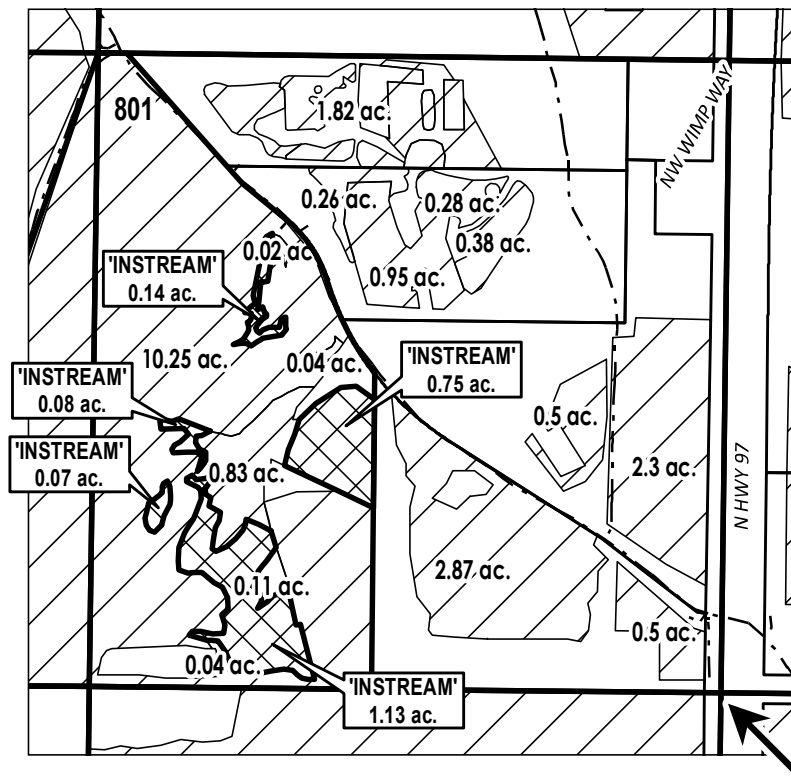 801
1.82 ac.
NW WIMP WAY
0.26 ac.
0.28 ac.
0.38 ac.
0.02 ac.
0.95 ac.
'INSTREAM'
0.14 ac.
10.25 ac.
0.04 ac.
'INSTREAM'
0.75 ac.
'INSTREAM'
0.08 ac.
0.5 ac.
'INSTREAM'
0.07 ac.
0.83 ac.
2.3 ac.
N HWY 97
2.87 ac.
0.11 ac.
0.5 ac.
0.04 ac.
'INSTREAM'
1.13 ac.